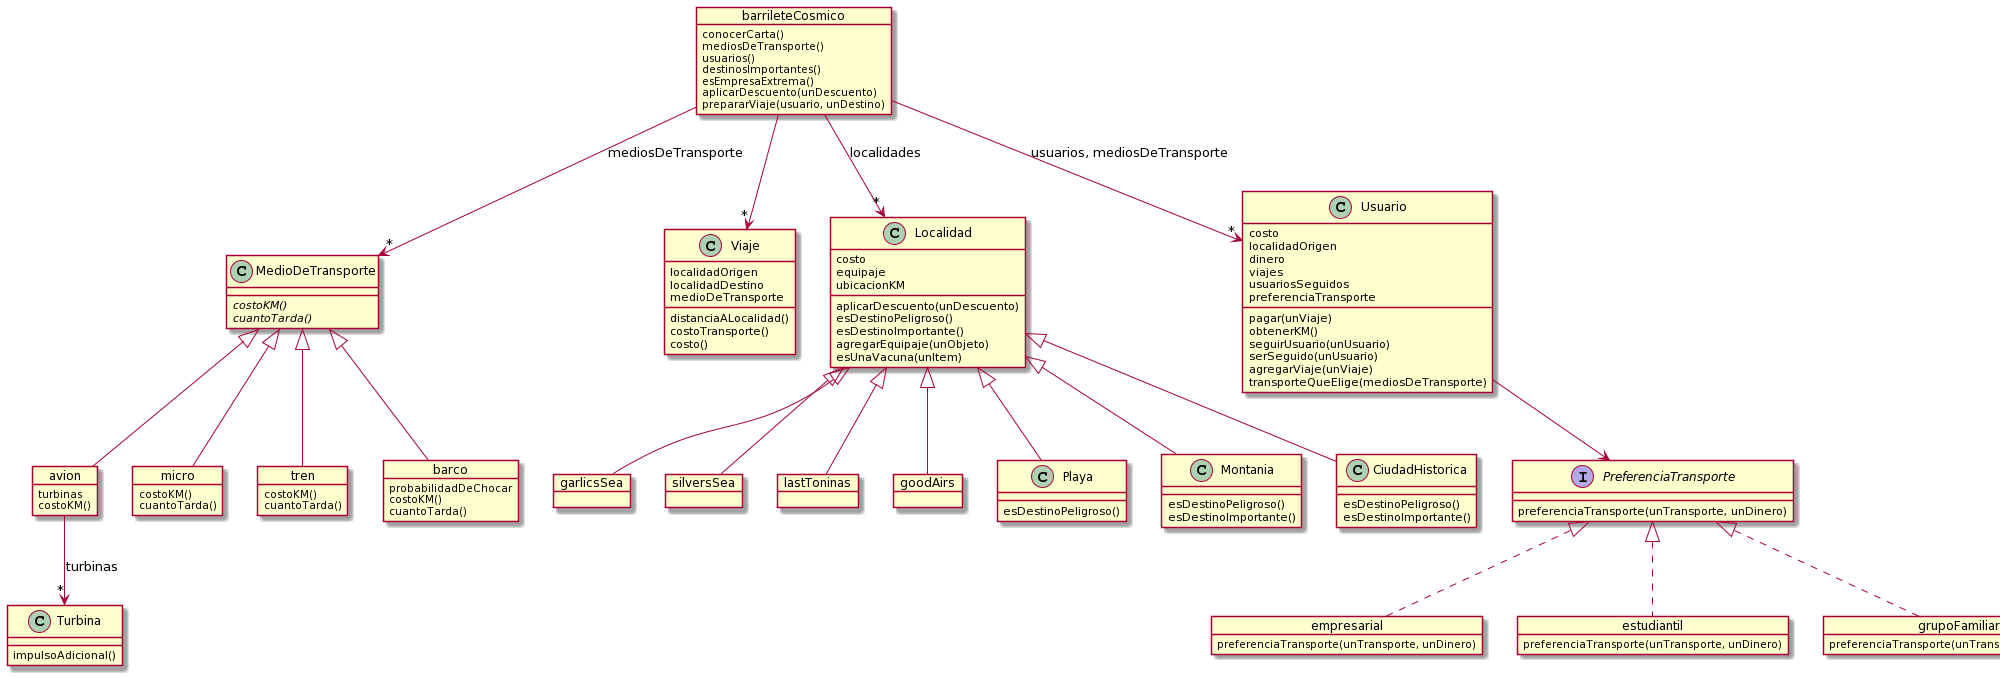 barrileteCosmico
conocerCarta()
mediosDeTransporte()
usuarios()
destinosImportantes()
esEmpresaExtrema()
aplicarDescuento(unDescuento)
prepararViaje(usuario, unDestino)
mediosDeTransporte
localidades
usuarios, mediosDeTransporte
*
*
*
*
C MedioDeTransporte
costoKM()
cuantoTarda()
C Viaje
localidadOrigen
localidadDestino
medioDeTransporte
distanciaALocalidad()
costoTransporte()
costo()
C Localidad
costo
equipaje
ubicacionKM
aplicarDescuento(unDescuento)
esDestinoPeligroso()
esDestinoImportante()
agregarEquipaje(unObjeto)
esUnaVacuna(unItem)
C Usuario
costo
localidadOrigen
dinero
viajes
usuariosSeguidos
preferenciaTransporte
pagar(unViaje)
obtenerKM()
seguirUsuario(unUsuario)
serSeguido(unUsuario)
agregarViaje(unViaje)
transporteQueElige(mediosDeTransporte)
avion
turbinas
costoKM()
micro
costoKM()
cuantoTarda()
tren
costoKM()
cuantoTarda()
barco
probabilidadDeChocar
costoKM()
cuantoTarda()
garlicsSea
silversSea
lastToninas
goodAirs
C Playa
esDestinoPeligroso()
C Montania
esDestinoPeligroso()
esDestinoImportante()
C CiudadHistorica
esDestinoPeligroso()
esDestinoImportante()
I PreferenciaTransporte
preferenciaTransporte(unTransporte, unDinero)
turbinas
*
C Turbina
impulsoAdicional()
empresarial
preferenciaTransporte(unTransporte, unDinero)
estudiantil
preferenciaTransporte(unTransporte, unDinero)
grupoFamiliar
preferenciaTransporte(unTrans